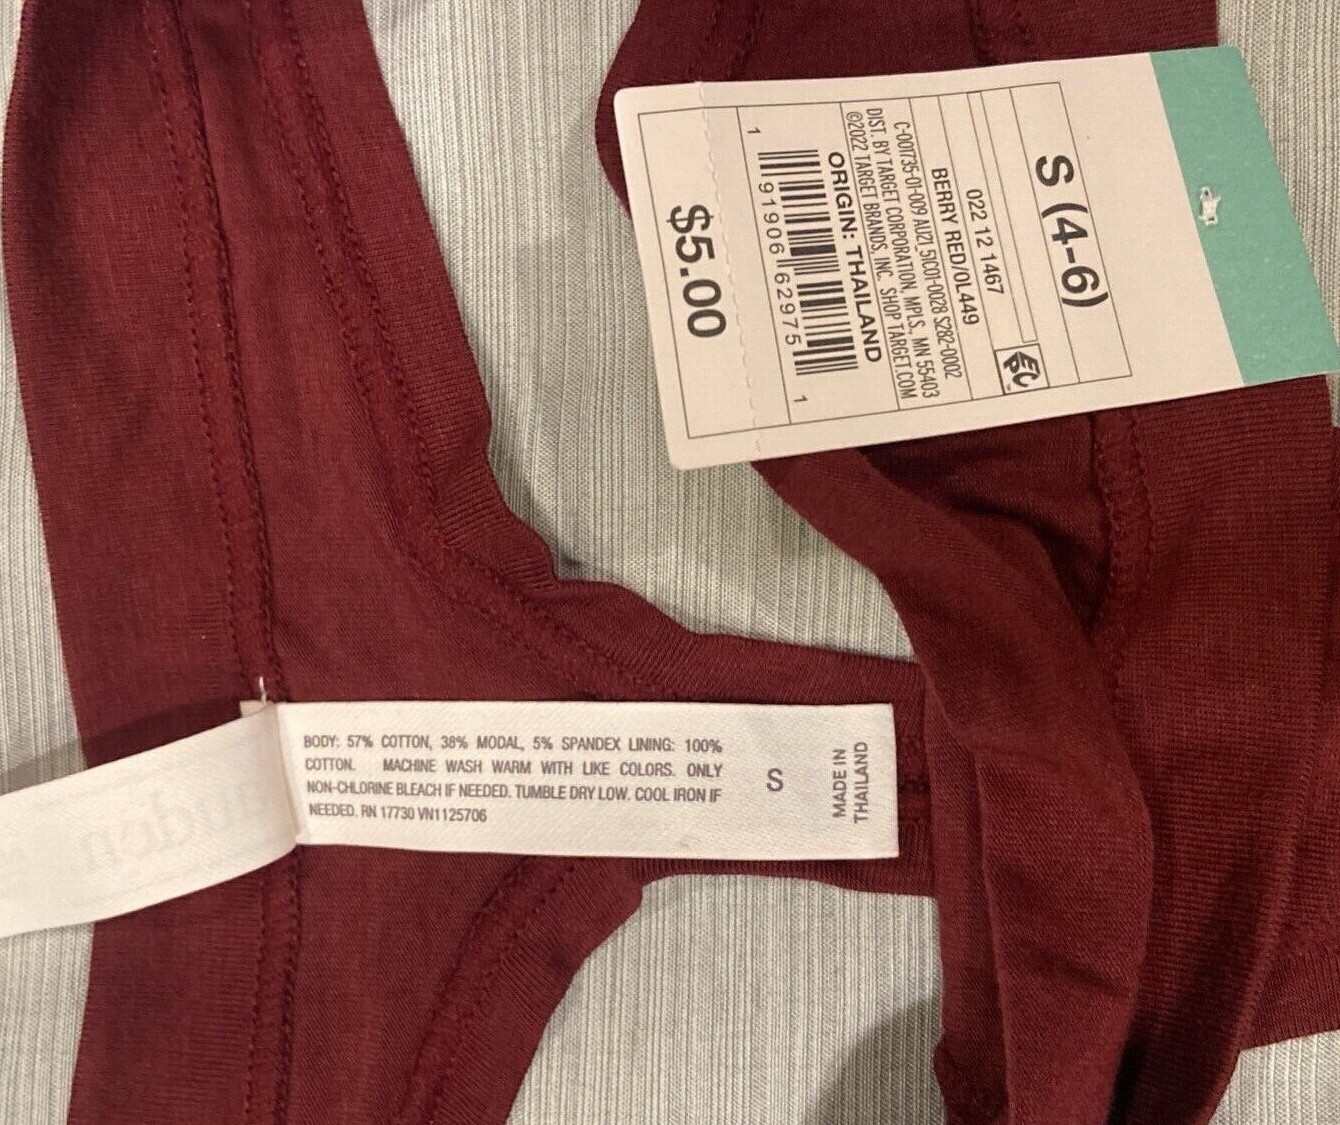 S (4-6)
022 12 1467
BERRY RED/0L449
C-001735-01-009 AU21 51C01-0028 S282-0002
DIST. BY TARGET CORPORATION, MPLS., MN 55403
©2022 TARGET BRANDS, INC. SHOP TARGET.COM
ORIGIN: THAILAND
1 91906 62975 1
$5.00
BODY: 57% COTTON, 38% MODAL, 5% SPANDEX LINING: 100%
COTTON. MACHINE WASH WARM WITH LIKE COLORS. ONLY
NON-CHLORINE BLEACH IF NEEDED. TUMBLE DRY LOW. COOL IRON IF
NEEDED. RN 17730 VN1125706
S
MADE IN
THAILAND